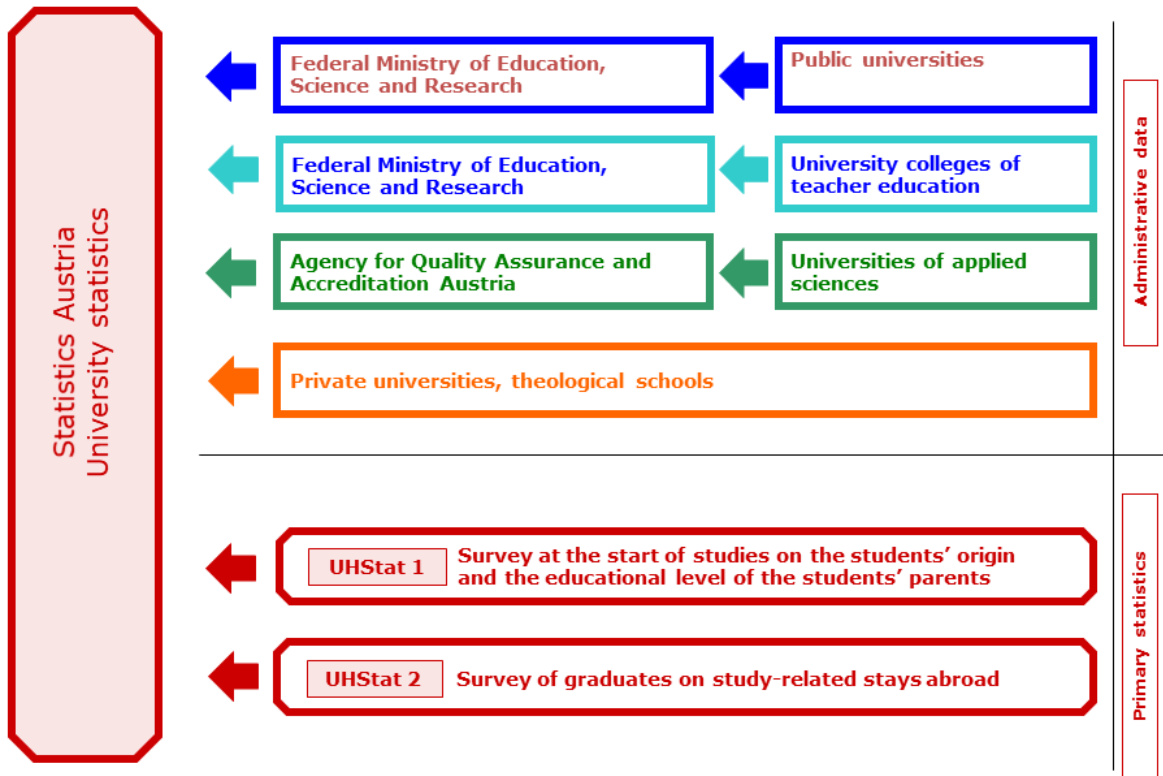 Statistics Austria
University statistics
Federal Ministry of Education,
Science and Research
Public universities
Federal Ministry of Education,
Science and Research
University colleges of
teacher education
Agency for Quality Assurance and
Accreditation Austria
Universities of applied
sciences
Private universities, theological schools
Administrative data
UHStat 1
Survey at the start of studies on the students’ origin
and the educational level of the students’ parents
UHStat 2
Survey of graduates on study-related stays abroad
Primary statistics